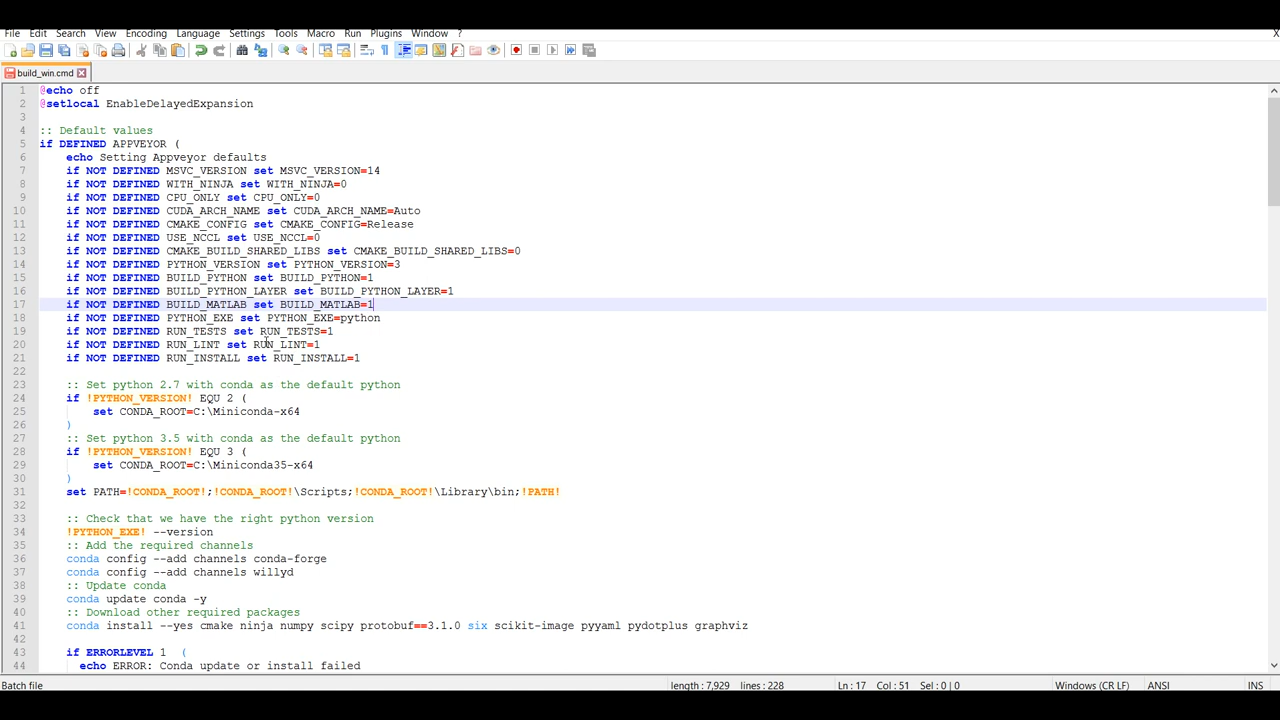 File Edit Search View Encoding Language Settings Tools Macro Run Plugins Window ? X
build_win.cmd
1 @echo off
2 @setlocal EnableDelayedExpansion
3
4 :: Default values
5 if DEFINED APPVEYOR (
6 echo Setting Appveyor defaults
7 if NOT DEFINED MSVC_VERSION set MSVC_VERSION=14
8 if NOT DEFINED WITH_NINJA set WITH_NINJA=0
9 if NOT DEFINED CPU_ONLY set CPU_ONLY=0
10 if NOT DEFINED CUDA_ARCH_NAME set CUDA_ARCH_NAME=Auto
11 if NOT DEFINED CMAKE_CONFIG set CMAKE_CONFIG=Release
12 if NOT DEFINED USE_NCCL set USE_NCCL=0
13 if NOT DEFINED CMAKE_BUILD_SHARED_LIBS set CMAKE_BUILD_SHARED_LIBS=0
14 if NOT DEFINED PYTHON_VERSION set PYTHON_VERSION=3
15 if NOT DEFINED BUILD_PYTHON set BUILD_PYTHON=1
16 if NOT DEFINED BUILD_PYTHON_LAYER set BUILD_PYTHON_LAYER=1
17 if NOT DEFINED BUILD_MATLAB set BUILD_MATLAB=1
18 if NOT DEFINED PYTHON_EXE set PYTHON_EXE=python
19 if NOT DEFINED RUN_TESTS set RUN_TESTS=1
20 if NOT DEFINED RUN_LINT set RUN_LINT=1
21 if NOT DEFINED RUN_INSTALL set RUN_INSTALL=1
22
23 :: Set python 2.7 with conda as the default python
24 if !PYTHON_VERSION! EQU 2 (
25 set CONDA_ROOT=C:\Miniconda-x64
26 )
27 :: Set python 3.5 with conda as the default python
28 if !PYTHON_VERSION! EQU 3 (
29 set CONDA_ROOT=C:\Miniconda35-x64
30 )
31 set PATH=!CONDA_ROOT!;!CONDA_ROOT!\Scripts;!CONDA_ROOT!\Library\bin;!PATH!
32
33 :: Check that we have the right python version
34 !PYTHON_EXE! --version
35 :: Add the required channels
36 conda config --add channels conda-forge
37 conda config --add channels willyd
38 :: Update conda
39 conda update conda -y
40 :: Download other required packages
41 conda install --yes cmake ninja numpy scipy protobuf==3.1.0 six scikit-image pyyaml pydotplus graphviz
42
43 if ERRORLEVEL 1 (
44 echo ERROR: Conda update or install failed
Batch file length : 7,929 lines : 228 Ln : 17 Col : 51 Sel : 0 | 0 Windows (CR LF) ANSI INS